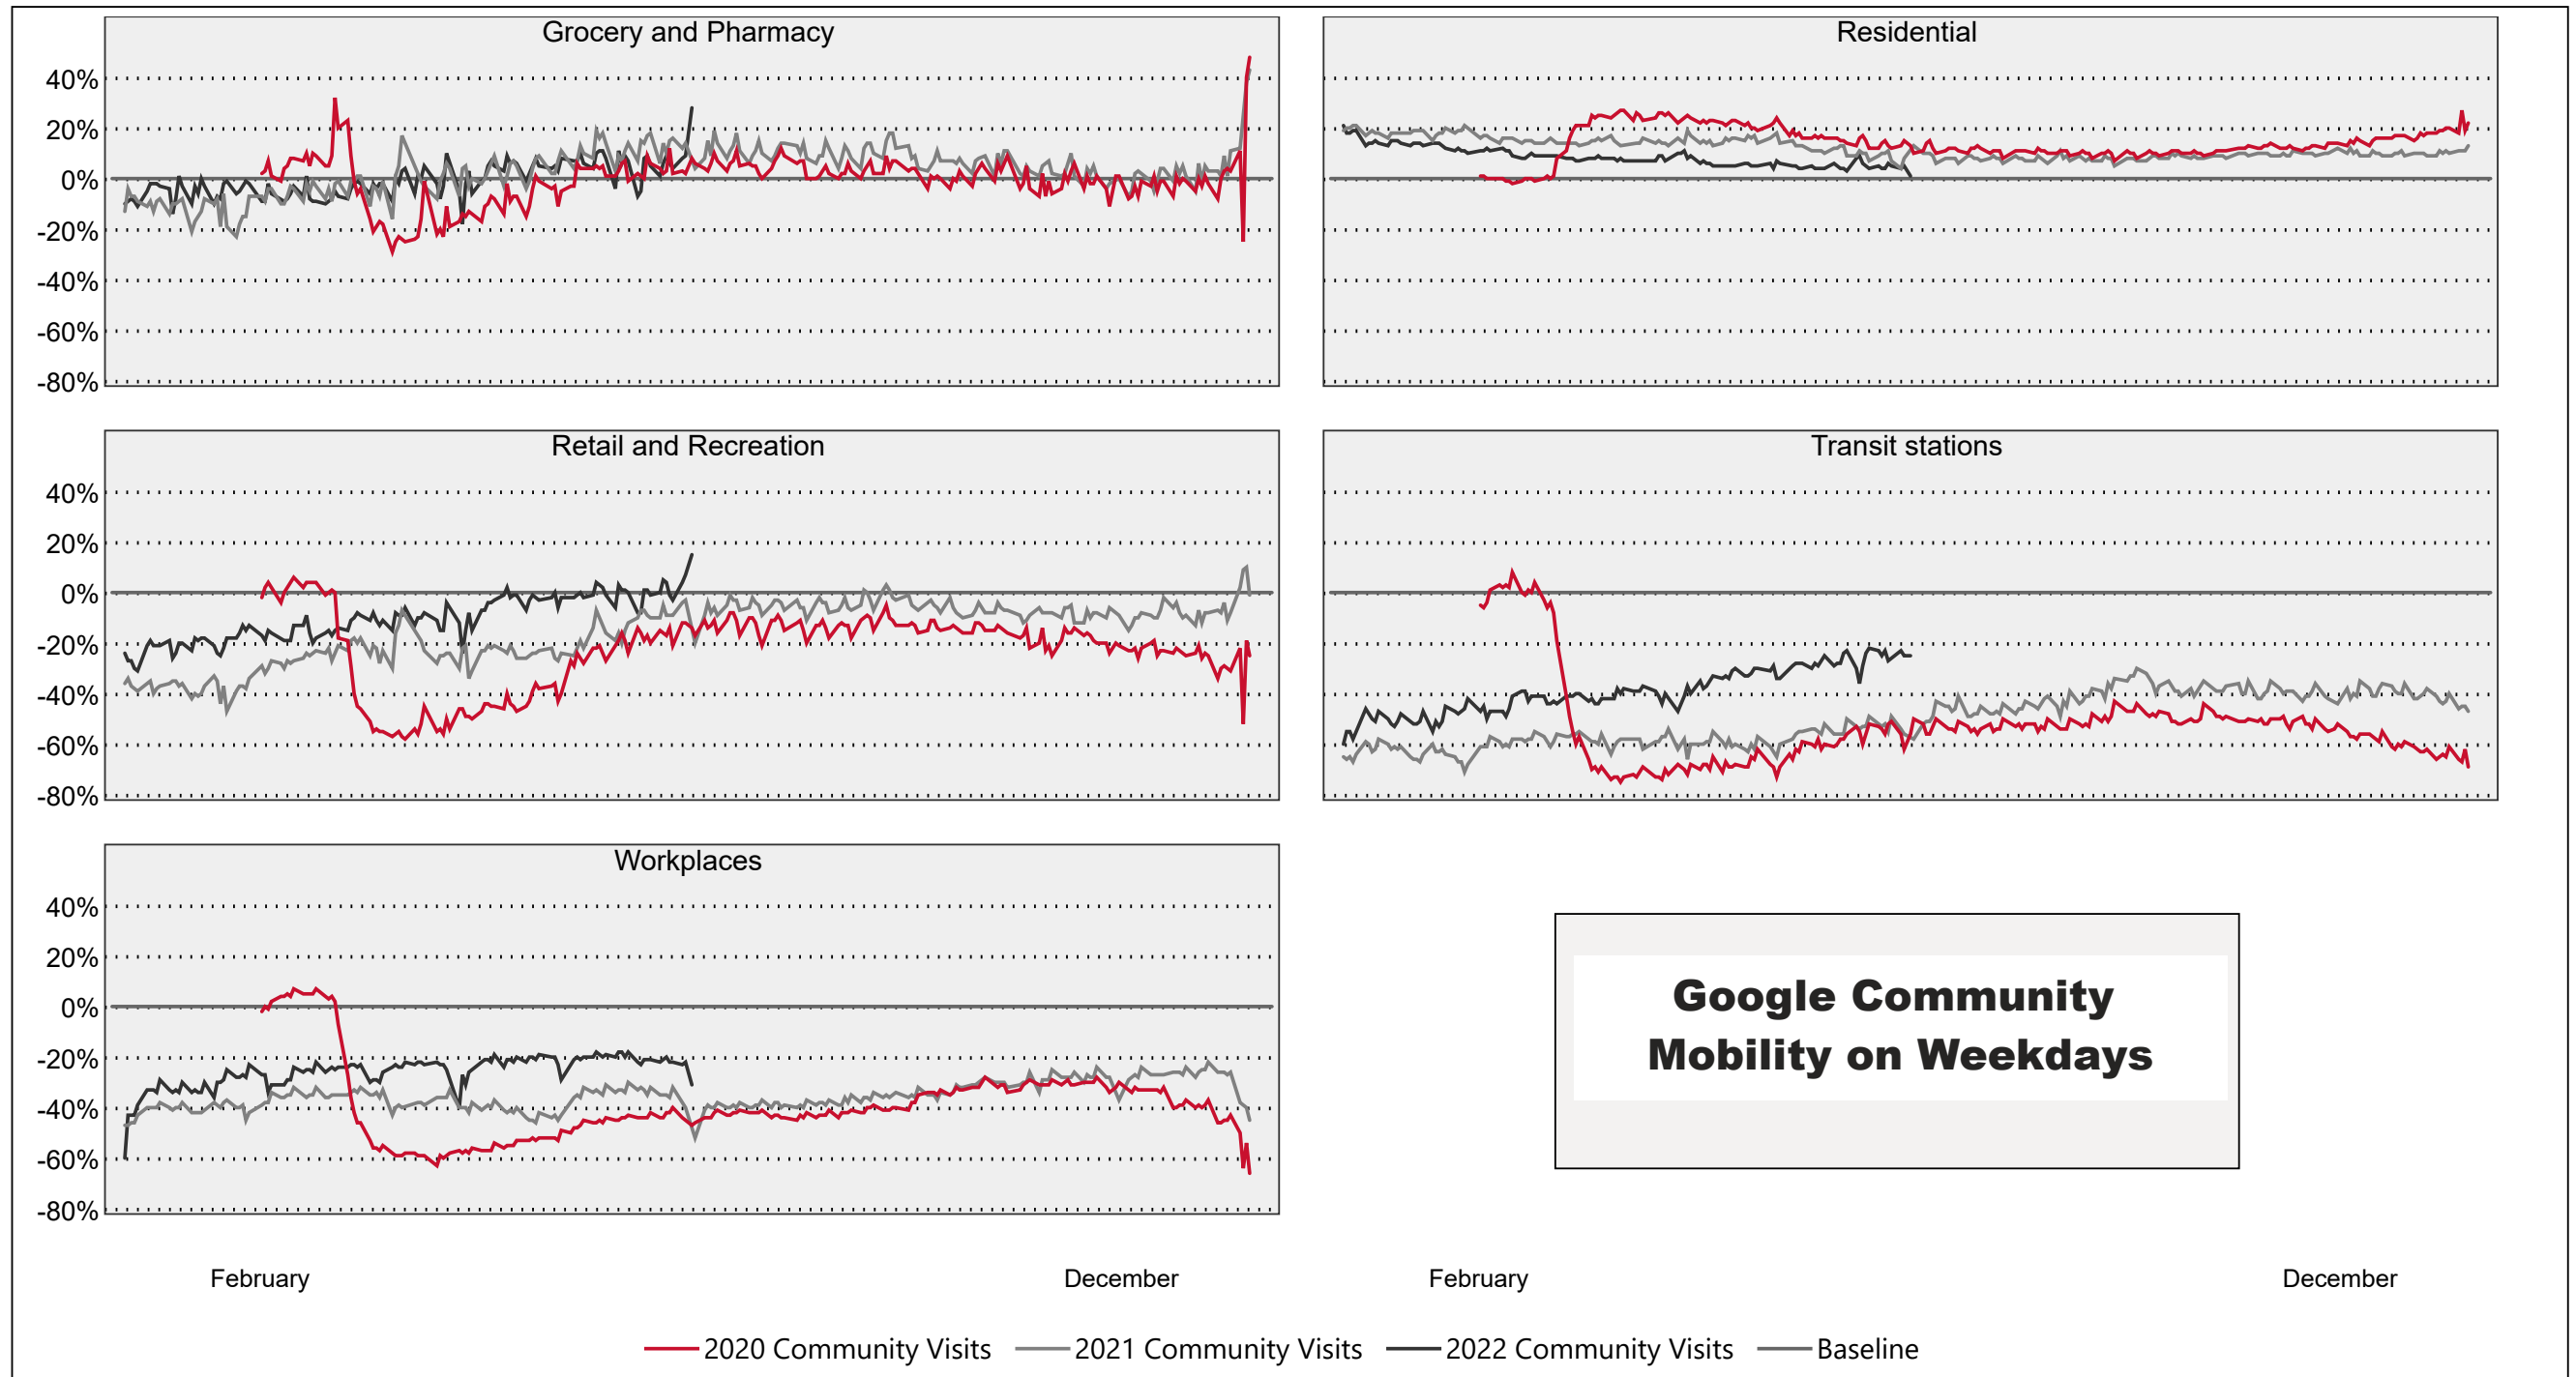 Grocery and Pharmacy
Residential
40%
20%
0%
-20%
-40%
-60%
-80%
Retail and Recreation
Transit stations
40%
20%
0%
-20%
-40%
-60%
-80%
Workplaces
40%
20%
0%
-20%
-40%
-60%
-80%
Google Community
Mobility on Weekdays
February
December
February
December
2020 Community Visits
2021 Community Visits
2022 Community Visits
Baseline